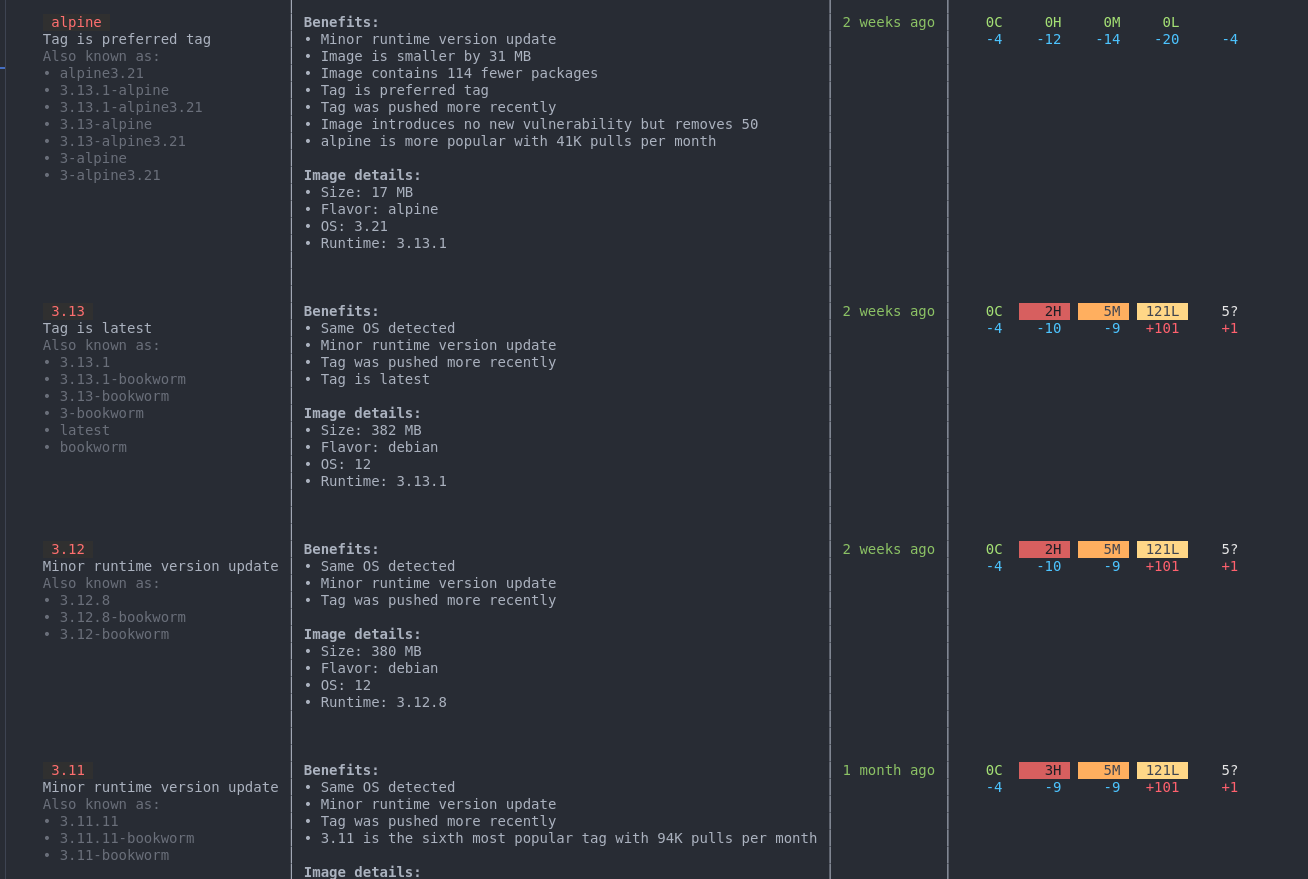 alpine Benefits: 2 weeks ago 0C 0H 0M 0L
Tag is preferred tag • Minor runtime version update -4 -12 -14 -20 -4
Also known as: • Image is smaller by 31 MB
• alpine3.21 • Image contains 114 fewer packages
• 3.13.1-alpine • Tag is preferred tag
• 3.13.1-alpine3.21 • Tag was pushed more recently
• 3.13-alpine • Image introduces no new vulnerability but removes 50
• 3.13-alpine3.21 • alpine is more popular with 41K pulls per month
• 3-alpine
• 3-alpine3.21 Image details:
• Size: 17 MB
• Flavor: alpine
• OS: 3.21
• Runtime: 3.13.1
3.13 Benefits: 2 weeks ago 0C 2H 5M 121L 5?
Tag is latest • Same OS detected -4 -10 -9 +101 +1
Also known as: • Minor runtime version update
• 3.13.1 • Tag was pushed more recently
• 3.13.1-bookworm • Tag is latest
• 3.13-bookworm
• 3-bookworm Image details:
• latest • Size: 382 MB
• bookworm • Flavor: debian
• OS: 12
• Runtime: 3.13.1
3.12 Benefits: 2 weeks ago 0C 2H 5M 121L 5?
Minor runtime version update • Same OS detected -4 -10 -9 +101 +1
Also known as: • Minor runtime version update
• 3.12.8 • Tag was pushed more recently
• 3.12.8-bookworm
• 3.12-bookworm Image details:
• Size: 380 MB
• Flavor: debian
• OS: 12
• Runtime: 3.12.8
3.11 Benefits: 1 month ago 0C 3H 5M 121L 5?
Minor runtime version update • Same OS detected -4 -9 -9 +101 +1
Also known as: • Minor runtime version update
• 3.11.11 • Tag was pushed more recently
• 3.11.11-bookworm • 3.11 is the sixth most popular tag with 94K pulls per month
• 3.11-bookworm
Image details: